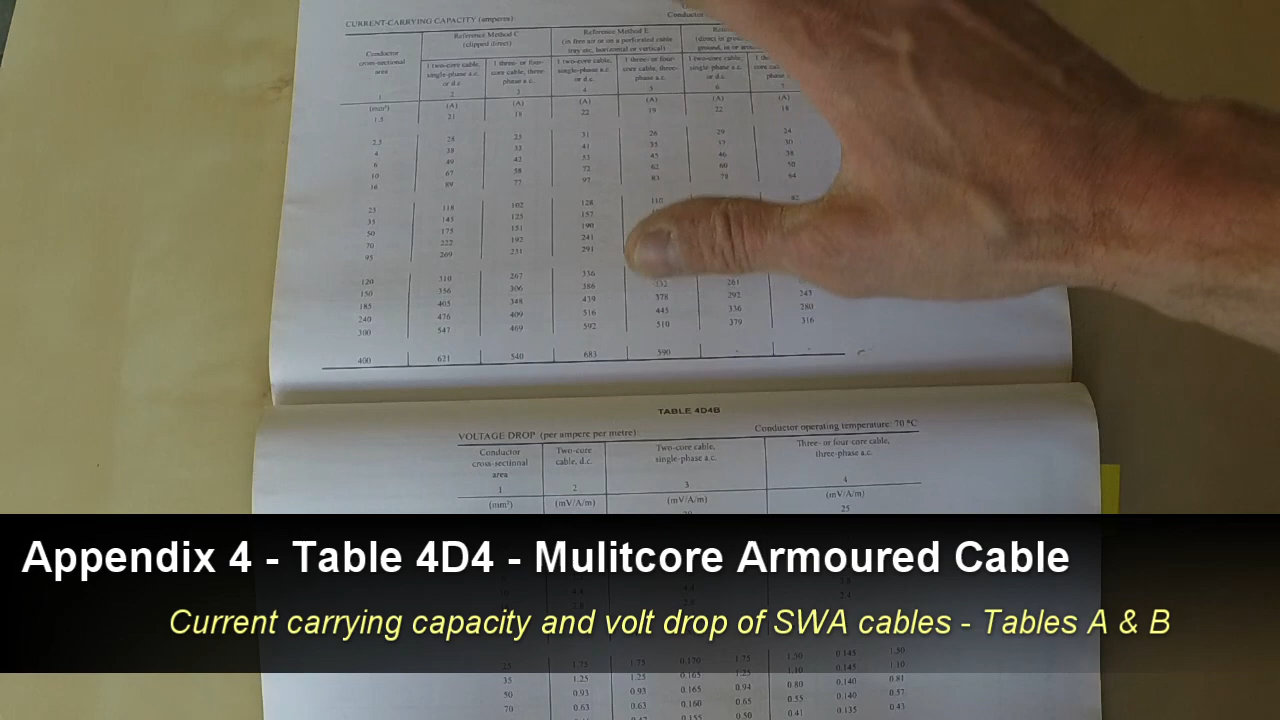 CURRENT-CARRYING CAPACITY (amperes):
Conductor
Reference Method C
(clipped direct)
Reference Method E
(in free air or on a perforated cable
tray etc, horizontal or vertical)
(direct in
ground, in or
Conductor
cross-sectional
area
1 two-core cable,
single-phase a.c.
or d.c.
1 three- or four-
core cable, three-
phase a.c.
1 two-core cable,
single-phase a.c.
or d.c.
1 three- or four-
core cable, three-
phase a.c.
1 two-core cable,
single-phase a.c.
or d.c.
phase
1 2 3 4 5 6 7
(mm²) (A) (A) (A) (A) (A) (A)
1.5 21 18 22 19 22 18
2.5 28 25 31 26 29 24
4 38 33 41 35 37 30
6 49 42 53 45 46 38
10 67 58 72 62 60 50
16 89 77 97 83 78 64
25 118 102 128 110 82
35 145 125 157
50 175 151 190
70 222 192 241
95 269 231 291
120 310 267 336
150 356 306 386 332 261
185 405 348 439 378 292 243
240 476 409 516 445 336 280
300 547 469 592 510 379 316
400 621 540 683 590 - -
TABLE 4D4B
VOLTAGE DROP (per ampere per metre):
Conductor operating temperature: 70 °C
Conductor
cross-sectional
area
Two-core
cable, d.c.
Two-core cable,
single-phase a.c.
Three- or four-core cable,
three-phase a.c.
1 2 3 4
(mm²) (mV/A/m) (mV/A/m) (mV/A/m)
25
Appendix 4 - Table 4D4 - Mulitcore Armoured Cable
Current carrying capacity and volt drop of SWA cables - Tables A & B
25 1.75 1.75 0.170 1.75 1.50 0.145 1.50
35 1.25 1.25 0.165 1.25 1.10 0.145 1.10
50 0.93 0.93 0.165 0.94 0.80 0.140 0.81
70 0.63 0.63 0.160 0.65 0.55 0.140 0.57
0.155 0.50 0.41 0.135 0.43